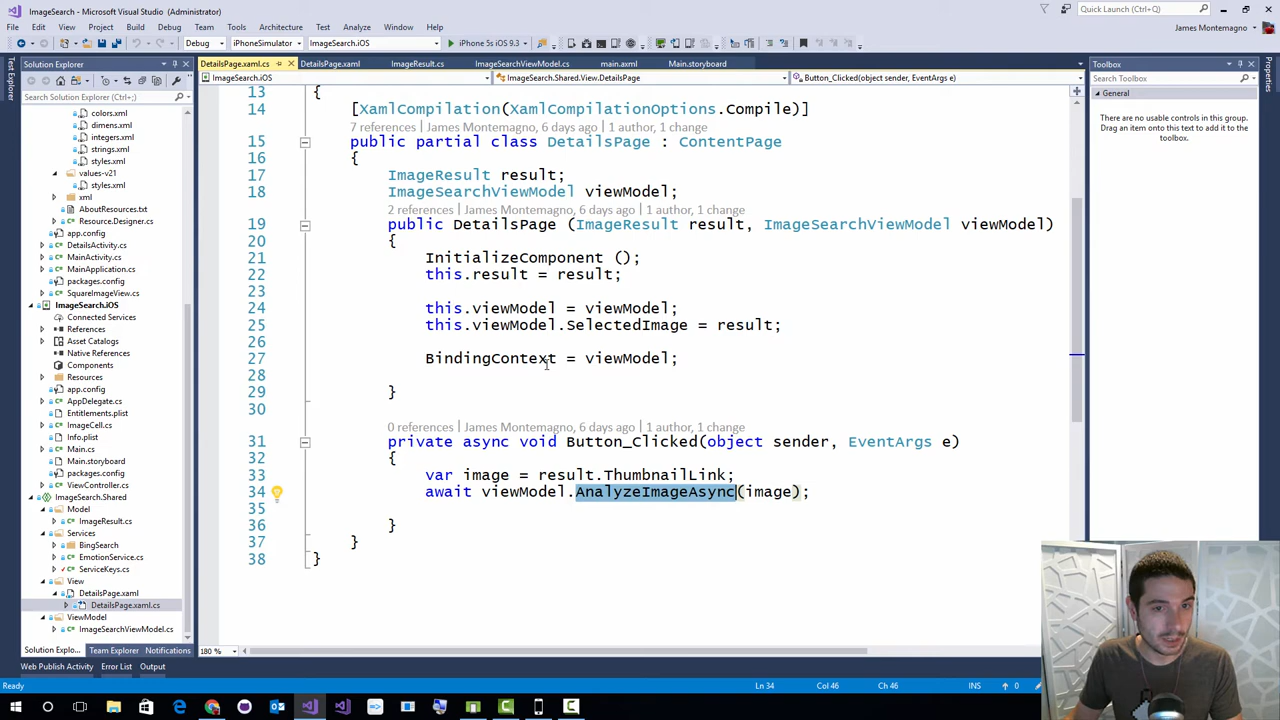 ImageSearch - Microsoft Visual Studio (Administrator)
Quick Launch (Ctrl+Q)
File Edit View Project Build Debug Team Tools Architecture Test Analyze Window Help
James Montemagno
Debug iPhoneSimulator ImageSearch.iOS iPhone 5s iOS 9.3
Solution Explorer
DetailsPage.xaml.cs DetailsPage.xaml ImageResult.cs ImageSearchViewModel.cs main.axml Main.storyboard
Toolbox
Toolbox
Properties
ImageSearch.iOS ImageSearch.Shared.View.DetailsPage Button_Clicked(object sender, EventArgs e)
Search Toolbox
Search Solution Explorer (Ctrl+;)
General
There are no usable controls in this group. Drag an item onto this text to add it to the toolbox.
colors.xml
dimens.xml
integers.xml
strings.xml
styles.xml
values-v21
styles.xml
xml
AboutResources.txt
Resource.Designer.cs
app.config
DetailsActivity.cs
MainActivity.cs
MainApplication.cs
packages.config
SquareImageView.cs
ImageSearch.iOS
Connected Services
References
Asset Catalogs
Native References
Components
Resources
app.config
AppDelegate.cs
Entitlements.plist
ImageCell.cs
Info.plist
Main.cs
Main.storyboard
packages.config
ViewController.cs
ImageSearch.Shared
Model
ImageResult.cs
Services
BingSearch
EmotionService.cs
ServiceKeys.cs
View
DetailsPage.xaml
DetailsPage.xaml.cs
ViewModel
ImageSearchViewModel.cs
13 {
14 [XamlCompilation(XamlCompilationOptions.Compile)]
7 references | James Montemagno, 6 days ago | 1 author, 1 change
15 public partial class DetailsPage : ContentPage
16 {
17 ImageResult result;
18 ImageSearchViewModel viewModel;
2 references | James Montemagno, 6 days ago | 1 author, 1 change
19 public DetailsPage (ImageResult result, ImageSearchViewModel viewModel)
20 {
21 InitializeComponent ();
22 this.result = result;
23
24 this.viewModel = viewModel;
25 this.viewModel.SelectedImage = result;
26
27 BindingContext = viewModel;
28
29 }
30
0 references | James Montemagno, 6 days ago | 1 author, 1 change
31 private async void Button_Clicked(object sender, EventArgs e)
32 {
33 var image = result.ThumbnailLink;
34 await viewModel.AnalyzeImageAsync(image);
35
36 }
37 }
38 }
Solution Explo... Team Explorer Notifications
180 %
Web Publish Activity Error List Output
Ready Ln 34 Col 46 Ch 46 INS 0